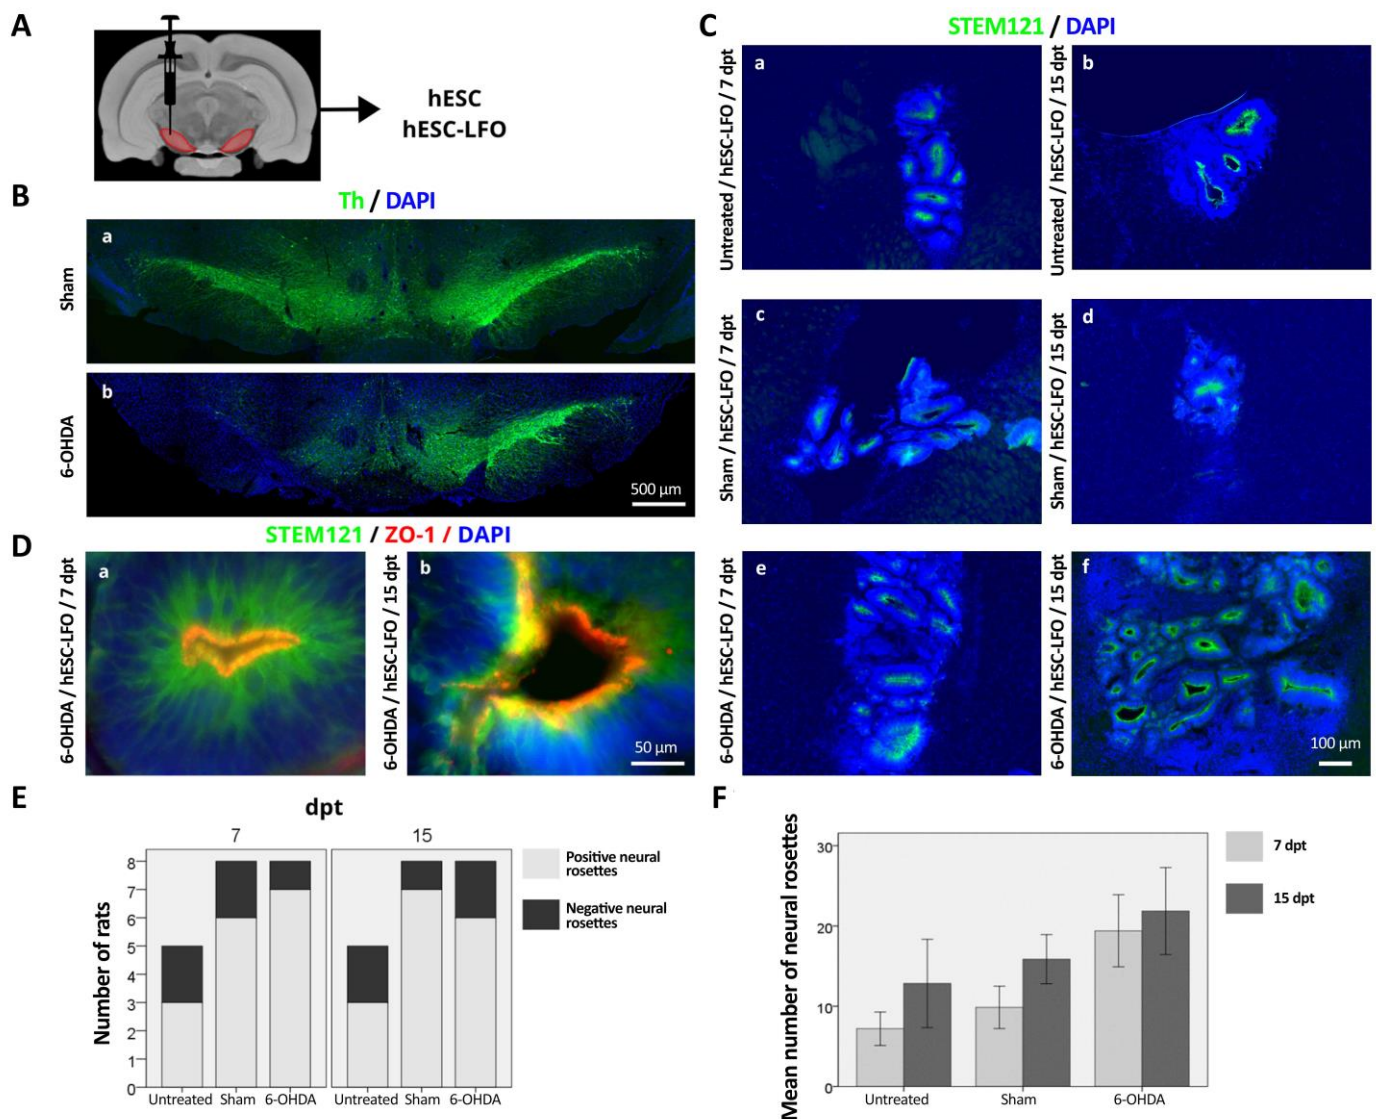 A
hESC
hESC-LFO
B
Th / DAPI
a
Sham
b
6-OHDA
500 µm
C
STEM121 / DAPI
Untreated / hESC-LFO / 7 dpt
a
Untreated / hESC-LFO / 15 dpt
b
Sham / hESC-LFO / 7 dpt
c
Sham / hESC-LFO / 15 dpt
d
6-OHDA / hESC-LFO / 7 dpt
e
6-OHDA / hESC-LFO / 15 dpt
f
100 µm
D
STEM121 / ZO-1 / DAPI
6-OHDA / hESC-LFO / 7 dpt
a
6-OHDA / hESC-LFO / 15 dpt
b
50 µm
E
dpt
7
15
Number of rats
8
7
6
5
4
3
2
1
0
Untreated
Sham
6-OHDA
Untreated
Sham
6-OHDA
Positive neural
rosettes
Negative neural
rosettes
F
Mean number of neural rosettes
30
20
10
0
Untreated
Sham
6-OHDA
7 dpt
15 dpt